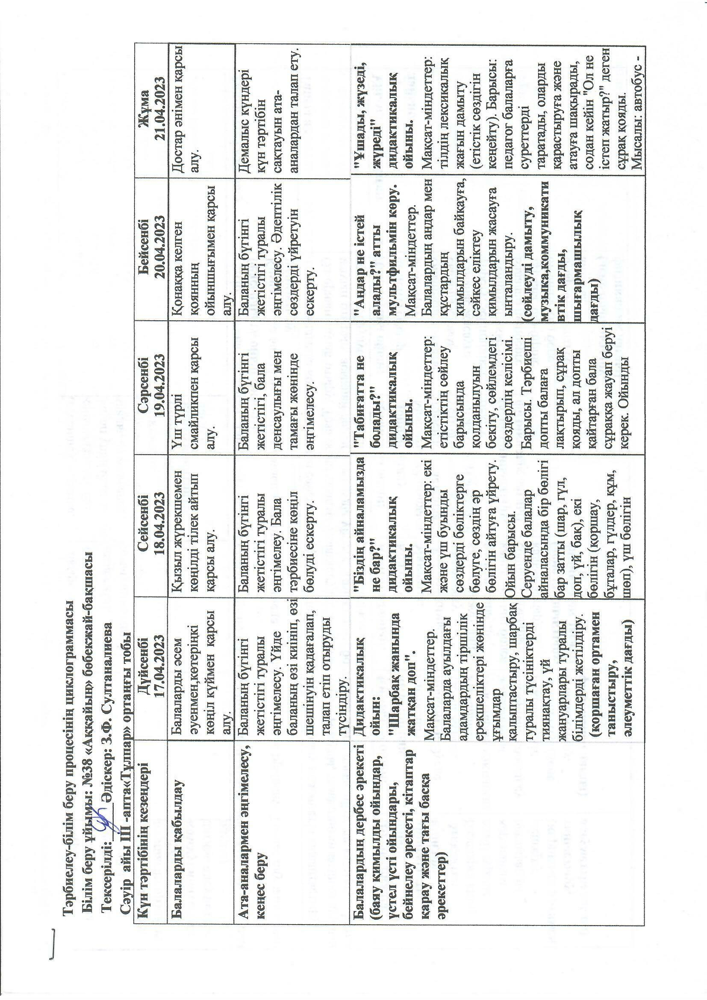 Тәрбиелеу-білім беру процесінің циклограммасы
Білім беру ұйымы: №38 «Аққайың» бөбекжай-бақшасы
Тексерілді: Әдіскер: З.Ф. Султаналиева
Сәуір айы III -апта«Тұлпар» ортаңғы тобы
Күн тәртібінің кезеңдері
Дүйсенбі
17.04.2023
Сейсенбі
18.04.2023
Сәрсенбі
19.04.2023
Бейсенбі
20.04.2023
Жұма
21.04.2023
Балаларды қабылдау
Балаларды әсем
әуенмен,көтеріңкі
көңіл күймен қарсы
алу.
Қызыл жүрекшемен
көңілді тілек айтып
қарсы алу.
Үш түрлі
смайликпен қарсы
алу.
Қонаққа келген
қоянның
ойыншығымен қарсы
алу.
Достар әнімен қарсы
алу.
Ата-аналармен әңгімелесу,
кеңес беру
Баланың бүгінгі
жетістігі туралы
әңгімелесу. Үйде
баланың өзі киініп, өзі
шешінуін қадағалап,
талап етіп отыруды
түсіндіру.
Баланың бүгінгі
жетістігі туралы
әңгімелеу. Бала
тәрбиесіне көңіл
бөлуді ескерту.
Баланың бүгінгі
жетістігі, бала
денсаулығы мен
тамағы жөнінде
әңгімелесу.
Баланың бүгінгі
жетістігі туралы
әңгімелесу. Әдептілік
сөздерді үйретуін
ескерту.
Демалыс күндері
күн тәртібін
сақтауын ата-
аналардан талап ету.
Балалардың дербес әрекеті
(баяу қимылды ойындар,
үстел үсті ойындары,
бейнелеу әрекеті, кітаптар
қарау және тағы басқа
әрекеттер)
Дидактикалық
ойын:
"Шарбақ жанында
жатқан доп".
Мақсат-міндеттер.
Балаларда ауылдағы
адамдардың тіршілік
ерекшеліктері жөнінде
ұғымдар
қалыптастыру, шарбақ
туралы түсініктерді
тиянақтау, үй
жануарлары туралы
білімдерді жетілдіру.
(қоршаған ортамен
таныстыру,
әлеуметтік дағды)
"Біздің айналамызда
не бар?"
дидактикалық
ойыны.
Мақсат-міндеттер: екі
және үш буынды
сөздерді бөліктерге
бөлуге, сөздің әр
бөлігін айтуға үйрету.
Ойын барысы.
Серуенде балалар
айналасында бір бөлігі
бар затты (шар, гүл,
доп, үй, бақ), екі
бөлігін (қоршау,
бұталар, гүлдер, құм,
шөп), үш бөлігін
"Табиғатта не
болады?"
дидактикалық
ойыны.
Мақсат-міндеттер:
етістіктің сөйлеу
барысында
қолданылуын
бекіту, сөйлемдегі
сөздердің келісімі.
Барысы. Тәрбиеші
допты балаға
лақтырып, сұрақ
қояды, ал допты
қайтарған бала
сұраққа жауап беруі
керек. Ойынды
"Аңдар не істей
алады?" атты
мультфильмін көру.
Мақсат-міндеттер.
Балалардың аңдар мен
құстардың
қимылдарын байқауға,
сәйкес еліктеу
қимылдарын жасауға
ынталандыру.
(сөйлеуді дамыту,
музыка,коммуникати
втік дағды,
шығармашылық
дағды)
"Ұшады, жүзеді,
жүреді"
дидактикалық
ойыны.
Мақсат-міндеттер:
тілдің лексикалық
жағын дамыту
(етістік сөздігін
кеңейту). Барысы:
педагог балаларға
суреттерді
таратады, оларды
қарастыруға және
атауға шақырады,
содан кейін "Ол не
істеп жатыр?" деген
сұрақ қояды.
Мысалы: автобус -